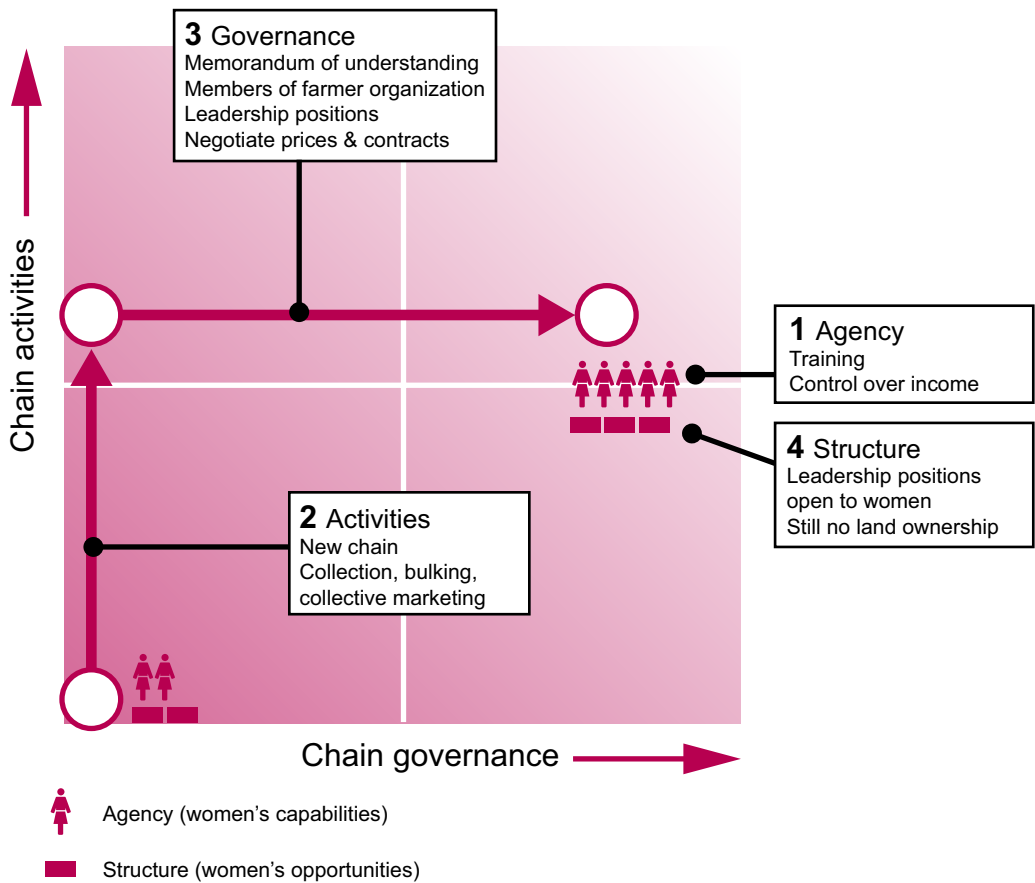 3 Governance
Memorandum of understanding
Members of farmer organization
Leadership positions
Negotiate prices & contracts
Chain activities
1 Agency
Training
Control over income
4 Structure
Leadership positions
open to women
Still no land ownership
2 Activities
New chain
Collection, bulking,
collective marketing
Chain governance
Agency (women's capabilities)
Structure (women's opportunities)